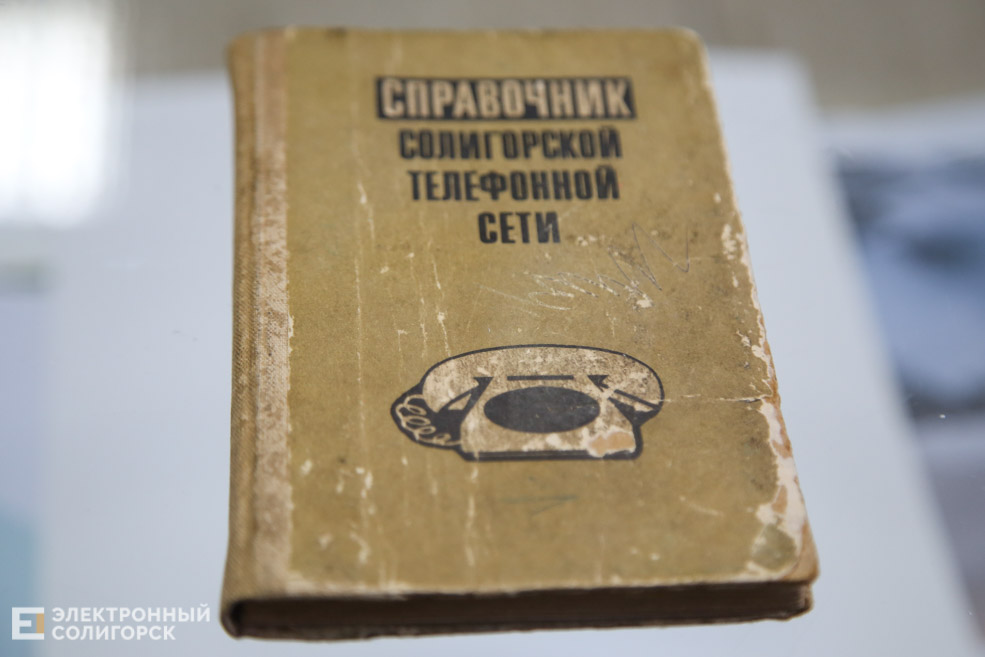 СПРАВОЧНИК
СОЛИГОРСКОЙ
ТЕЛЕФОННОЙ
СЕТИ
ЭЛЕКТРОННЫЙ
СОЛИГОРСК